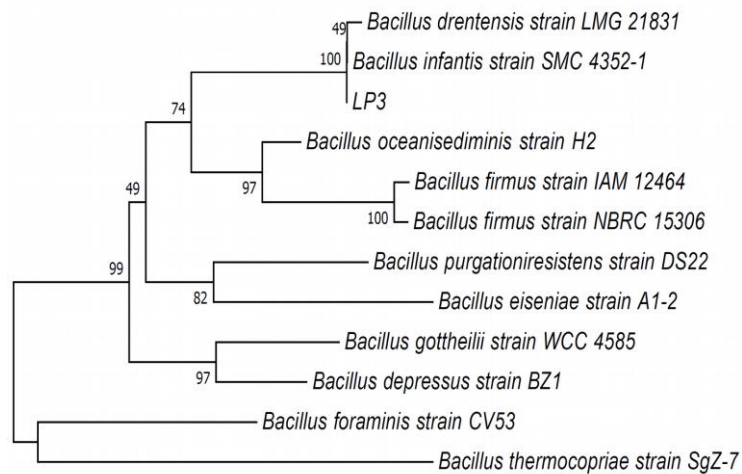 49
Bacillus drentensis strain LMG 21831
100
Bacillus infantis strain SMC 4352-1
LP3
74
Bacillus oceanisediminis strain H2
97
Bacillus firmus strain IAM 12464
49
100
Bacillus firmus strain NBRC 15306
99
Bacillus purgationiresistens strain DS22
82
Bacillus eiseniae strain A1-2
Bacillus gottheilii strain WCC 4585
97
Bacillus depressus strain BZ1
Bacillus foraminis strain CV53
Bacillus thermocopriae strain SgZ-7